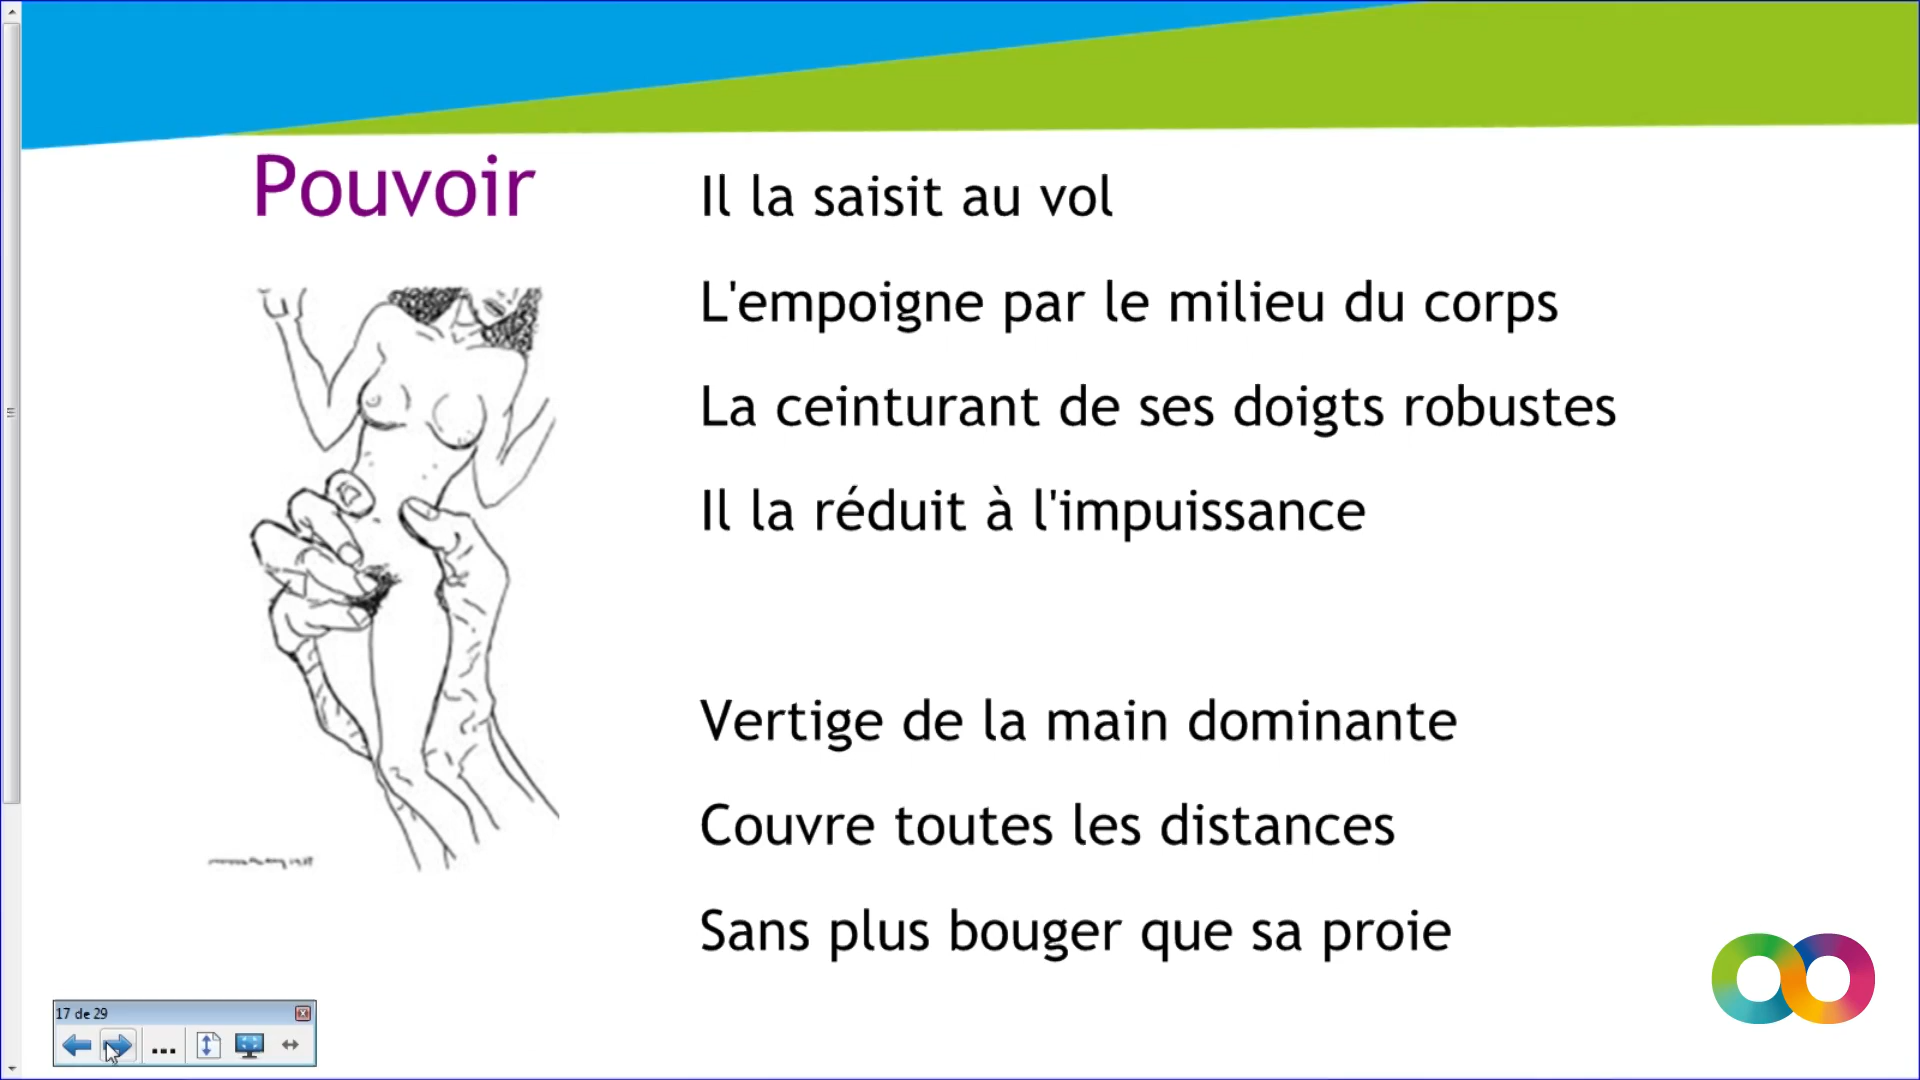 Pouvoir
Il la saisit au vol
L'empoigne par le milieu du corps
La ceinturant de ses doigts robustes
Il la réduit à l'impuissance
Vertige de la main dominante
Couvre toutes les distances
Sans plus bouger que sa proie
17 de 29